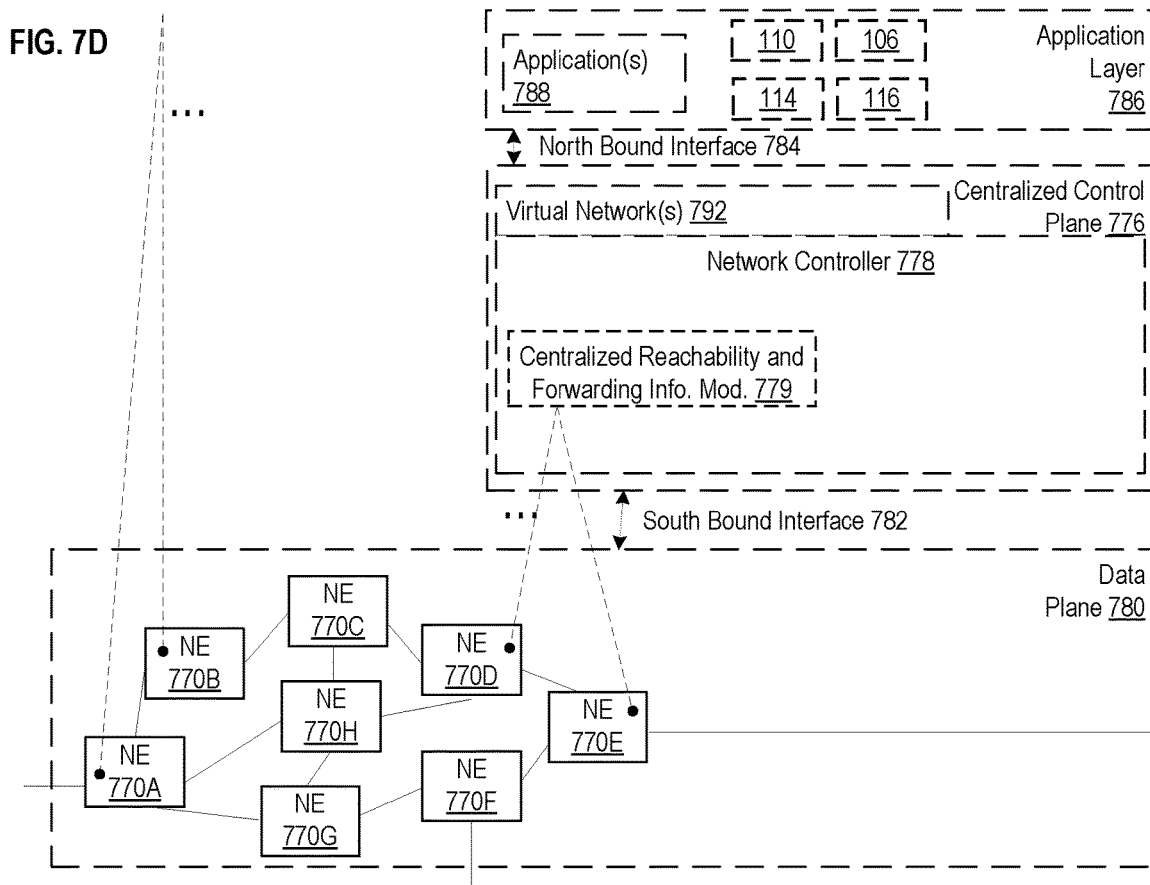 FIG. 7D
...
Application(s)
788
110
106
114
116
Application
Layer
786
North Bound Interface 784
Virtual Network(s) 792
Centralized Control
Plane 776
Network Controller 778
Centralized Reachability and
Forwarding Info. Mod. 779
...
South Bound Interface 782
Data
Plane 780
NE
770C
NE
770B
NE
770D
NE
770H
NE
770E
NE
770A
NE
770F
NE
770G